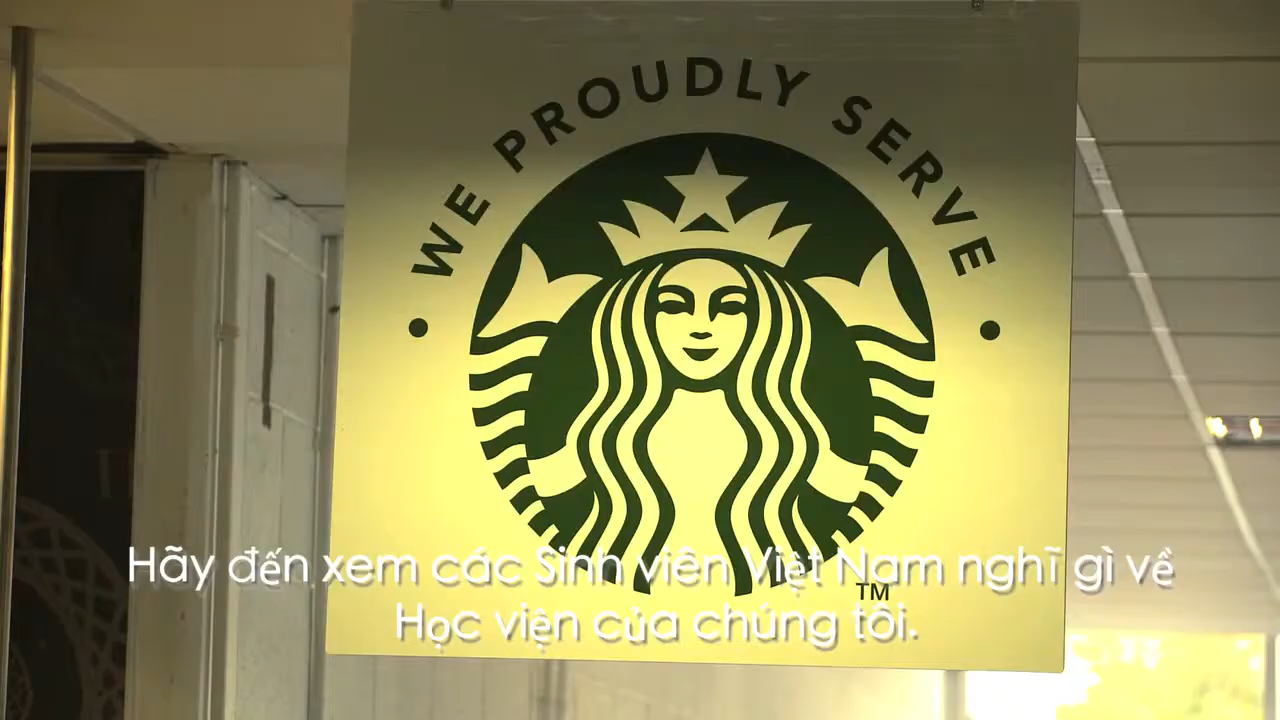 WE PROUDLY SERVE
TM
Hãy đến xem các Sinh viên Việt Nam nghĩ gì về
Học viện của chúng tôi.